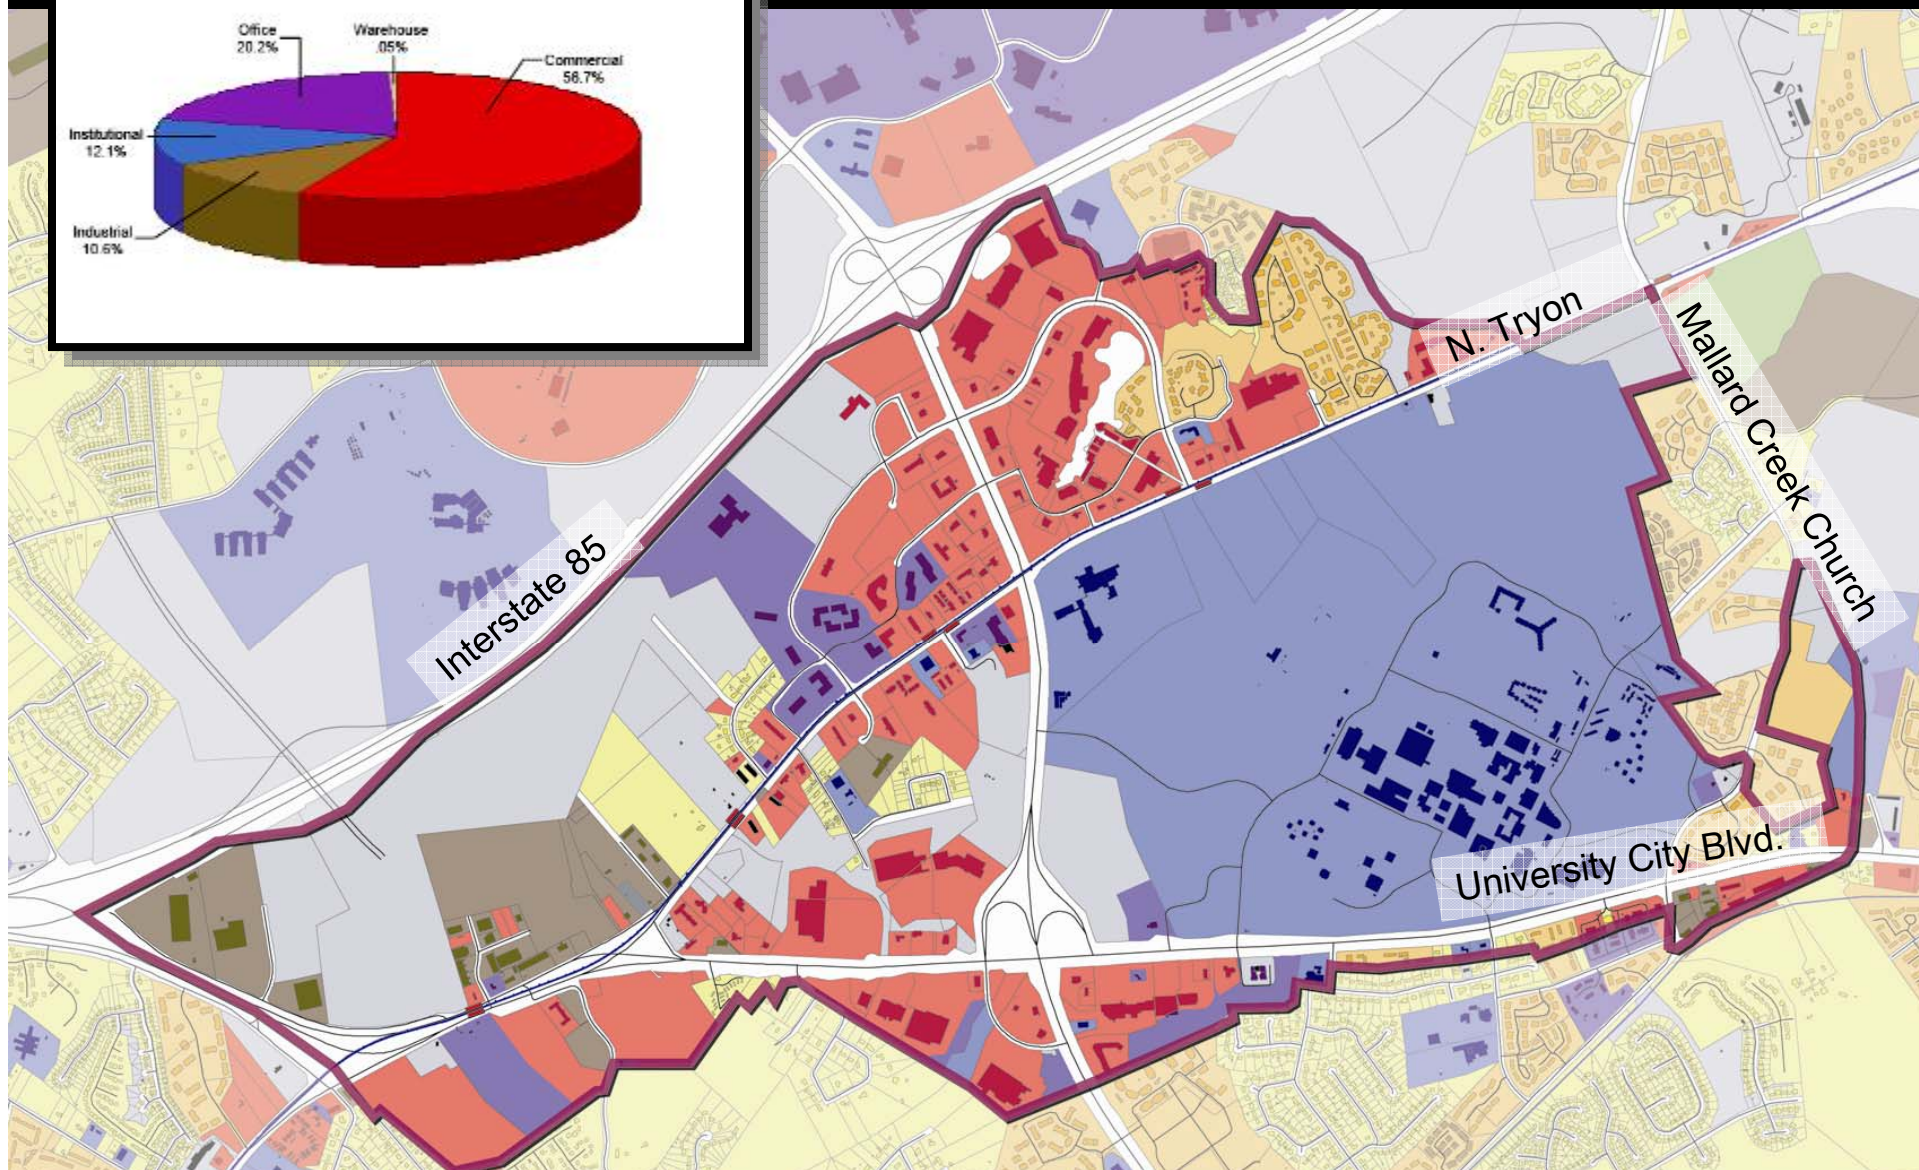 Office
20.2%
Warehouse
.05%
Commercial
56.7%
Institutional
12.1%
Industrial
10.6%
N. Tryon
Mallard Creek Church
Interstate 85
University City Blvd.